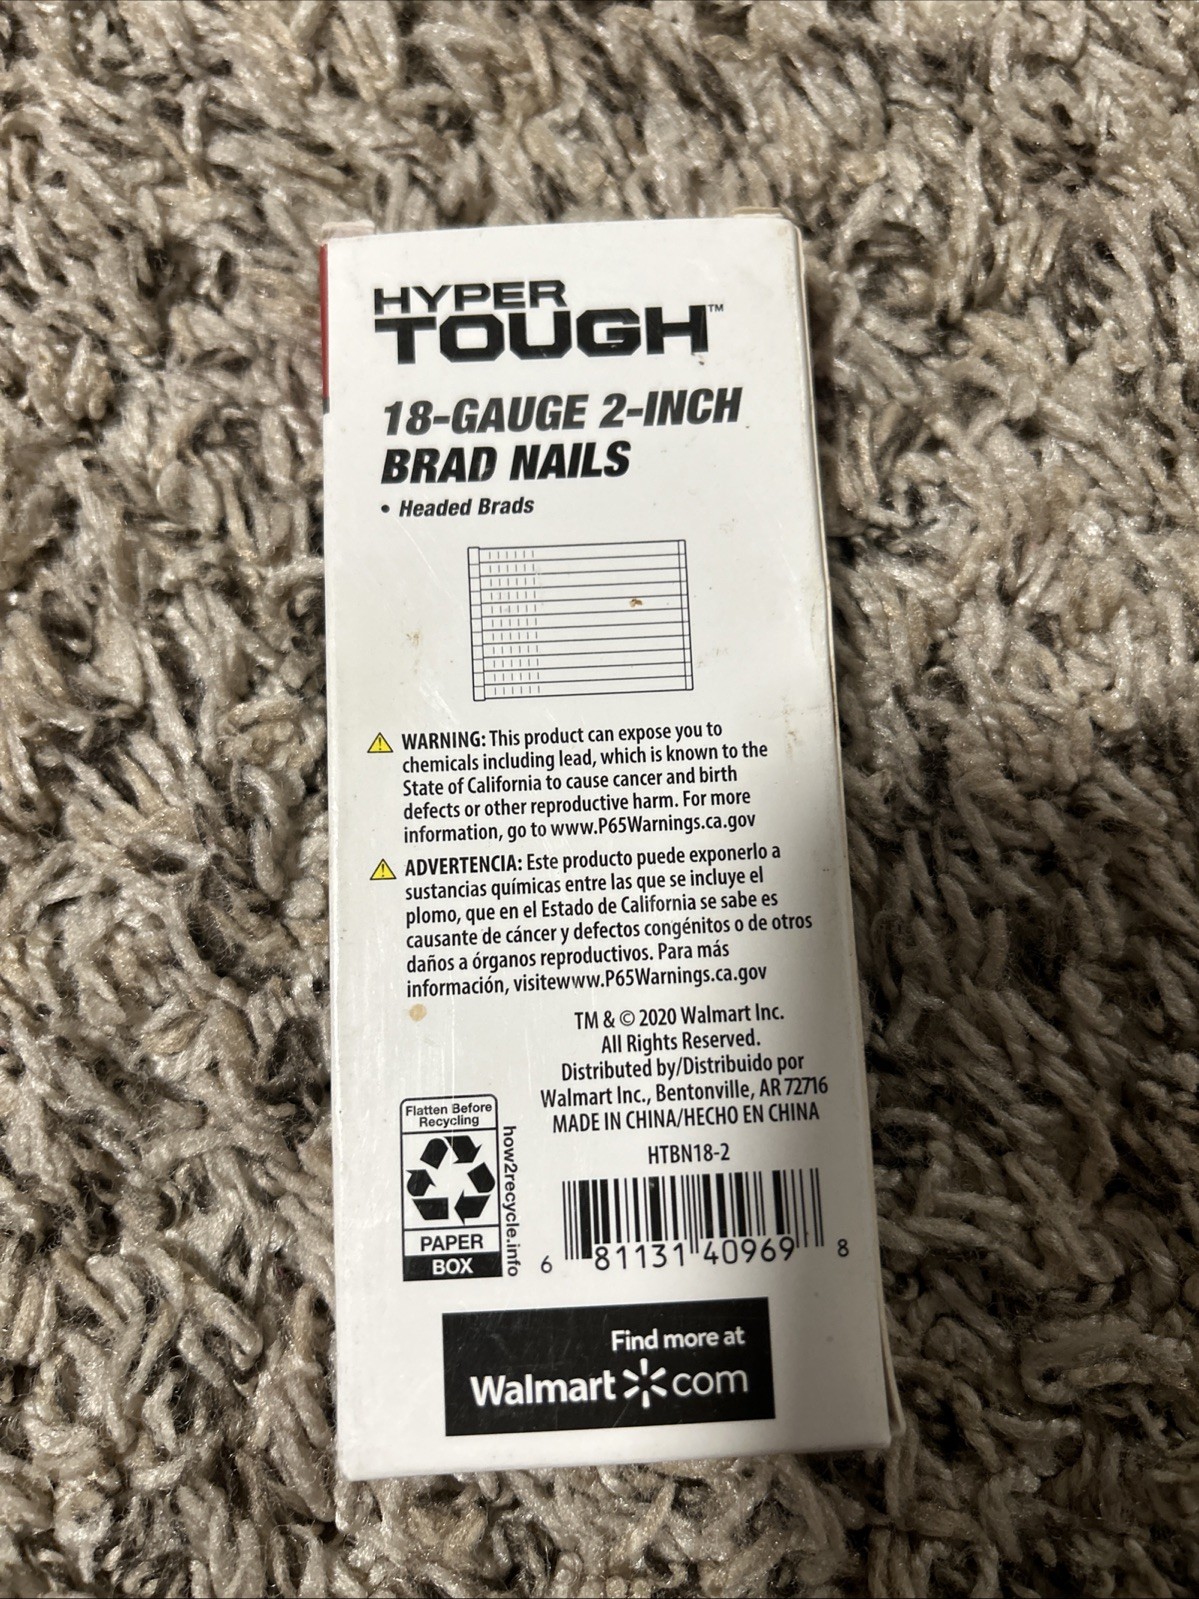 HYPER
TOUGH™
18-GAUGE 2-INCH
BRAD NAILS
• Headed Brads
WARNING: This product can expose you to
chemicals including lead, which is known to the
State of California to cause cancer and birth
defects or other reproductive harm. For more
information, go to www.P65Warnings.ca.gov
ADVERTENCIA: Este producto puede exponerlo a
sustancias químicas entre las que se incluye el
plomo, que en el Estado de California se sabe es
causante de cáncer y defectos congénitos o de otros
daños a órganos reproductivos. Para más
información, visitewww.P65Warnings.ca.gov
TM & © 2020 Walmart Inc.
All Rights Reserved.
Distributed by/Distribuido por
Walmart Inc., Bentonville, AR 72716
MADE IN CHINA/HECHO EN CHINA
HTBN18-2
6 81131 40969 8
Flatten Before
Recycling
PAPER
BOX
how2recycle.info
Find more at
Walmart com